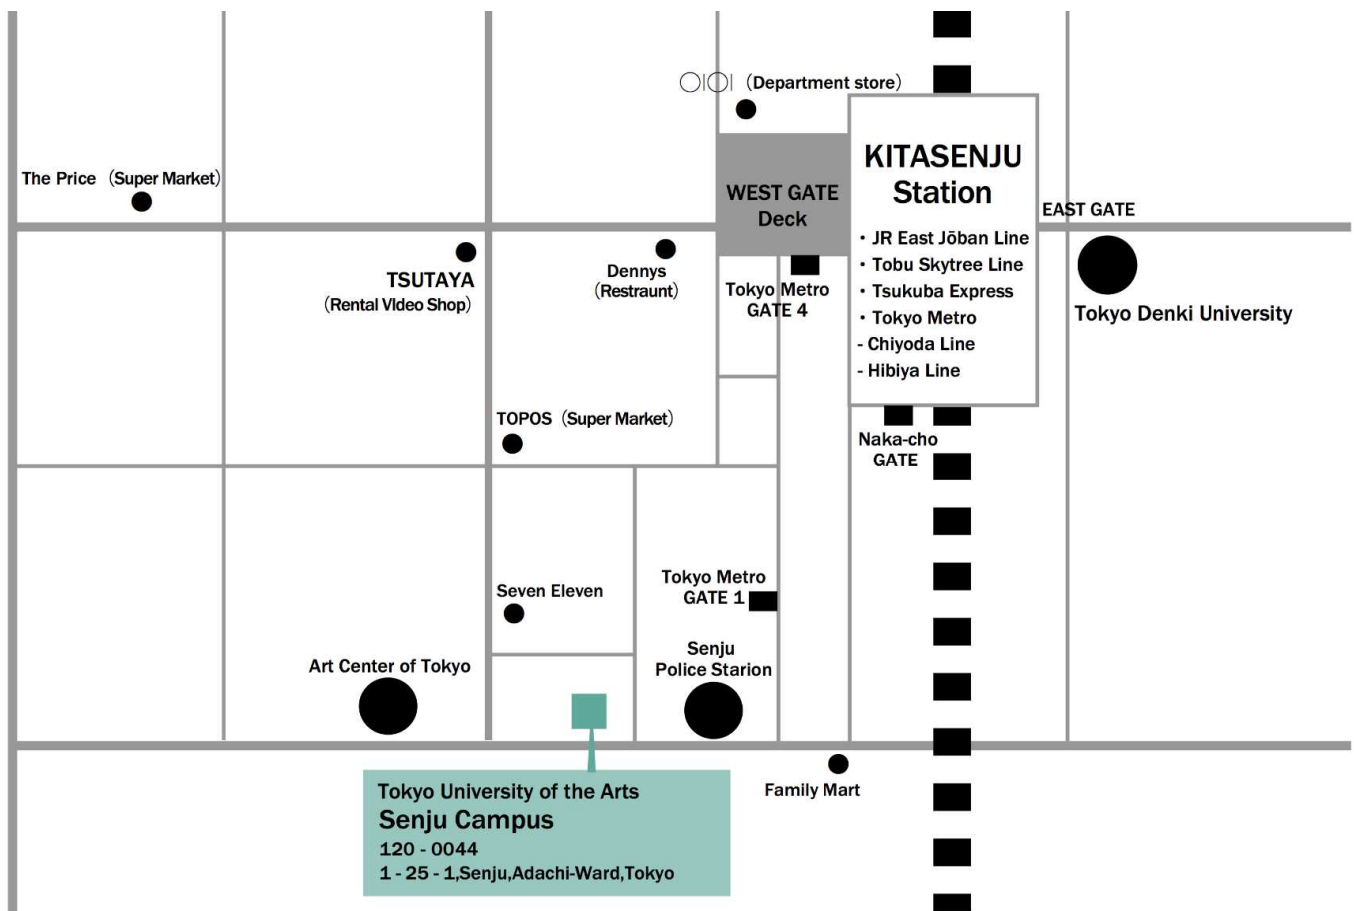 ○|○| (Department store)
The Price (Super Market)
WEST GATE
Deck
KITASENJU
Station
・JR East Jōban Line
・Tobu Skytree Line
・Tsukuba Express
・Tokyo Metro
- Chiyoda Line
- Hibiya Line
EAST GATE
TSUTAYA
(Rental VIdeo Shop)
Dennys
(Restraunt)
Tokyo Metro
GATE 4
Tokyo Denki University
TOPOS (Super Market)
Naka-cho
GATE
Seven Eleven
Tokyo Metro
GATE 1
Art Center of Tokyo
Senju
Police Starion
Family Mart
Tokyo University of the Arts
Senju Campus
120 - 0044
1 - 25 - 1,Senju,Adachi-Ward,Tokyo